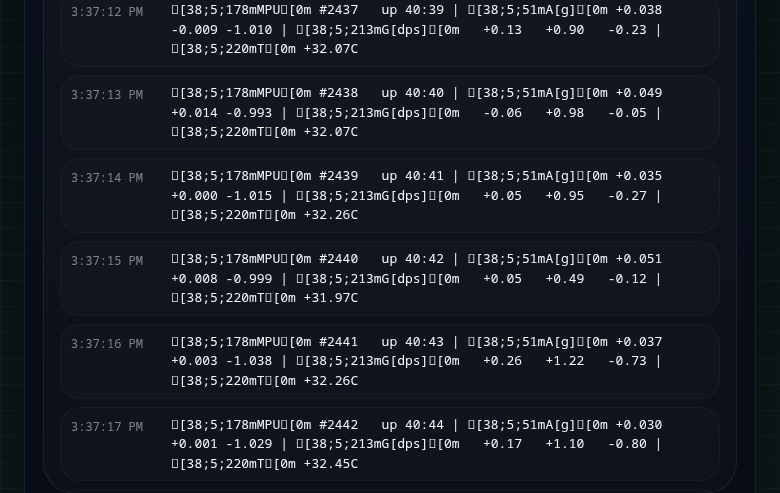 3:37:12 PM
▯[38;5;178mMPU▯[0m #2437   up 40:39 | ▯[38;5;51mA[g]▯[0m +0.038
-0.009 -1.010 | ▯[38;5;213mG[dps]▯[0m   +0.13   +0.90   -0.23 |
▯[38;5;220mT▯[0m +32.07C
3:37:13 PM
▯[38;5;178mMPU▯[0m #2438   up 40:40 | ▯[38;5;51mA[g]▯[0m +0.049
+0.014 -0.993 | ▯[38;5;213mG[dps]▯[0m   -0.06   +0.98   -0.05 |
▯[38;5;220mT▯[0m +32.07C
3:37:14 PM
▯[38;5;178mMPU▯[0m #2439   up 40:41 | ▯[38;5;51mA[g]▯[0m +0.035
+0.000 -1.015 | ▯[38;5;213mG[dps]▯[0m   +0.05   +0.95   -0.27 |
▯[38;5;220mT▯[0m +32.26C
3:37:15 PM
▯[38;5;178mMPU▯[0m #2440   up 40:42 | ▯[38;5;51mA[g]▯[0m +0.051
+0.008 -0.999 | ▯[38;5;213mG[dps]▯[0m   +0.05   +0.49   -0.12 |
▯[38;5;220mT▯[0m +31.97C
3:37:16 PM
▯[38;5;178mMPU▯[0m #2441   up 40:43 | ▯[38;5;51mA[g]▯[0m +0.037
+0.003 -1.038 | ▯[38;5;213mG[dps]▯[0m   +0.26   +1.22   -0.73 |
▯[38;5;220mT▯[0m +32.26C
3:37:17 PM
▯[38;5;178mMPU▯[0m #2442   up 40:44 | ▯[38;5;51mA[g]▯[0m +0.030
+0.001 -1.029 | ▯[38;5;213mG[dps]▯[0m   +0.17   +1.10   -0.80 |
▯[38;5;220mT▯[0m +32.45C